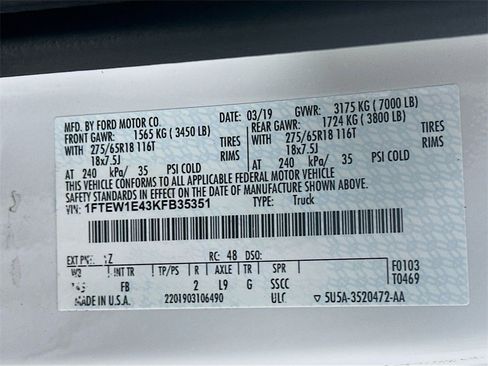 MFD. BY FORD MOTOR CO. 03/19 GVWR: 3175 KG ( 7000 LB)
FRONT GAWR: 1565 KG ( 3450 LB) REAR GAWR: 1724 KG ( 3800 LB)
WITH 275/65R18 116T TIRES WITH 275/65R18 116T TIRES
18x7.5J RIMS 18x7.5J RIMS
AT 240 kPa/ 35 PSI COLD AT 240 kPa/ 35 PSI COLD
THIS VEHICLE CONFORMS TO ALL APPLICABLE FEDERAL MOTOR VEHICLE
SAFETY STANDARDS IN EFFECT ON THE DATE OF MANUFACTURE SHOWN ABOVE.
VIN: 1FTEW1E43KFB35351 TYPE: Truck
EXT Z RC: 48 DSO:
WB INT TR TP/PS R AXLE TR SPR F0103
FB 2 L9 G SSCC T0469
MADE IN U.S.A. 2201903106490 ULC ▽ 5U5A-3520472-AA